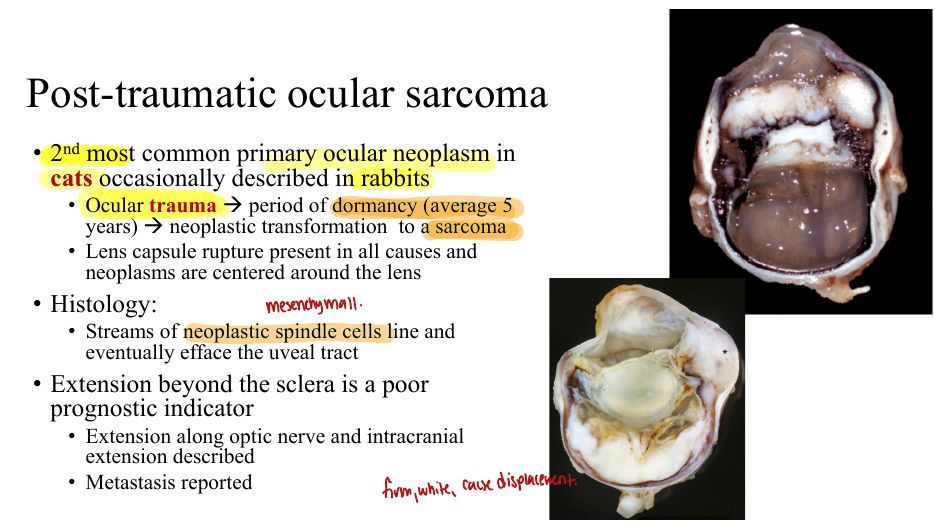 Post-traumatic ocular sarcoma
• 2nd most common primary ocular neoplasm in
cats occasionally described in rabbits
• Ocular trauma → period of dormancy (average 5
years) → neoplastic transformation to a sarcoma
• Lens capsule rupture present in all causes and
neoplasms are centered around the lens
• Histology:
mesenchymall.
• Streams of neoplastic spindle cells line and
eventually efface the uveal tract
• Extension beyond the sclera is a poor
prognostic indicator
• Extension along optic nerve and intracranial
extension described
• Metastasis reported
firm, white, cause displacement.
*